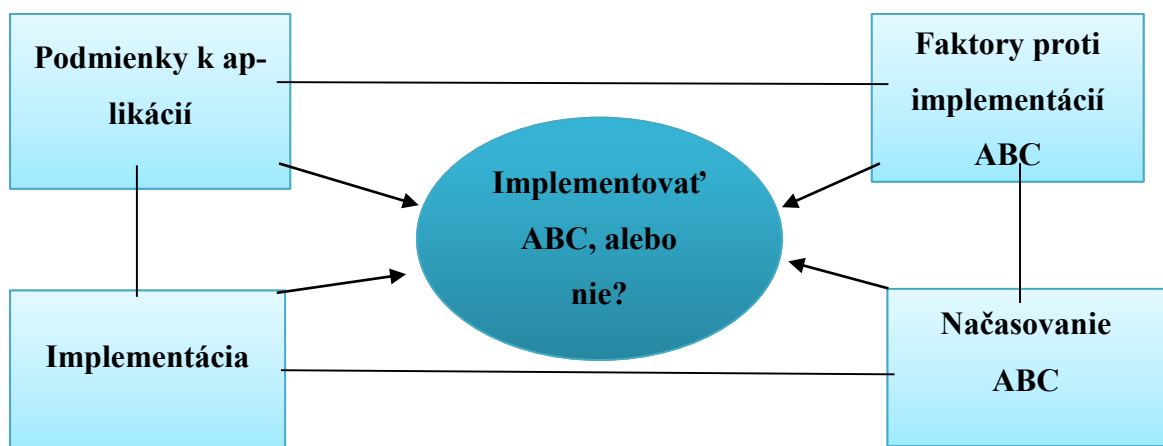 Podmienky k ap-
likácií
Faktory proti
implementácií
ABC
Implementovať
ABC, alebo
nie?
Implementácia
Načasovanie
ABC